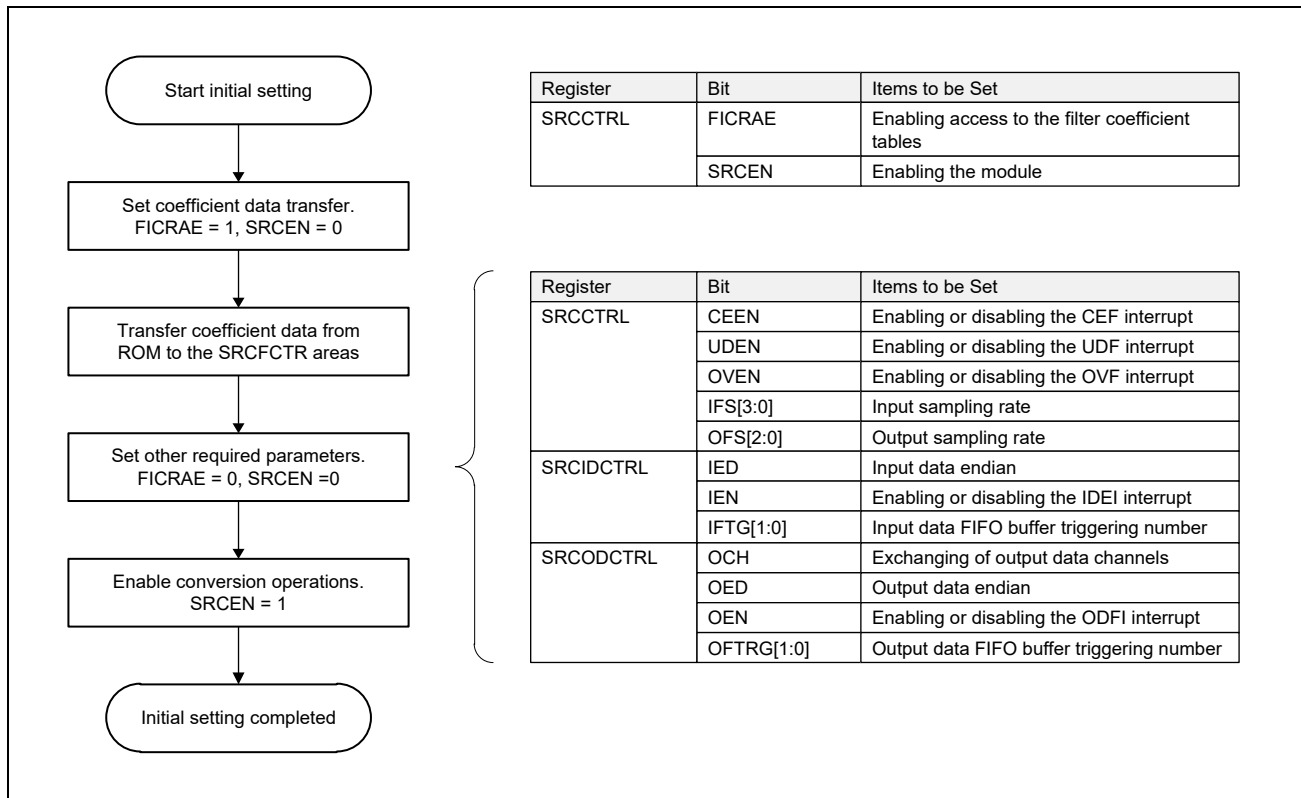 Start initial setting
Set coefficient data transfer.
FICRAE = 1, SRCEN = 0
Transfer coefficient data from
ROM to the SRCFCTR areas
Set other required parameters.
FICRAE = 0, SRCEN =0
Enable conversion operations.
SRCEN = 1
Initial setting completed
Register Bit Items to be Set
SRCCTRL FICRAE Enabling access to the filter coefficient
tables
SRCEN Enabling the module
Register Bit Items to be Set
SRCCTRL CEEN Enabling or disabling the CEF interrupt
UDEN Enabling or disabling the UDF interrupt
OVEN Enabling or disabling the OVF interrupt
IFS[3:0] Input sampling rate
OFS[2:0] Output sampling rate
SRCIDCTRL IED Input data endian
IEN Enabling or disabling the IDEI interrupt
IFTG[1:0] Input data FIFO buffer triggering number
SRCODCTRL OCH Exchanging of output data channels
OED Output data endian
OEN Enabling or disabling the ODFI interrupt
OFTRG[1:0] Output data FIFO buffer triggering number